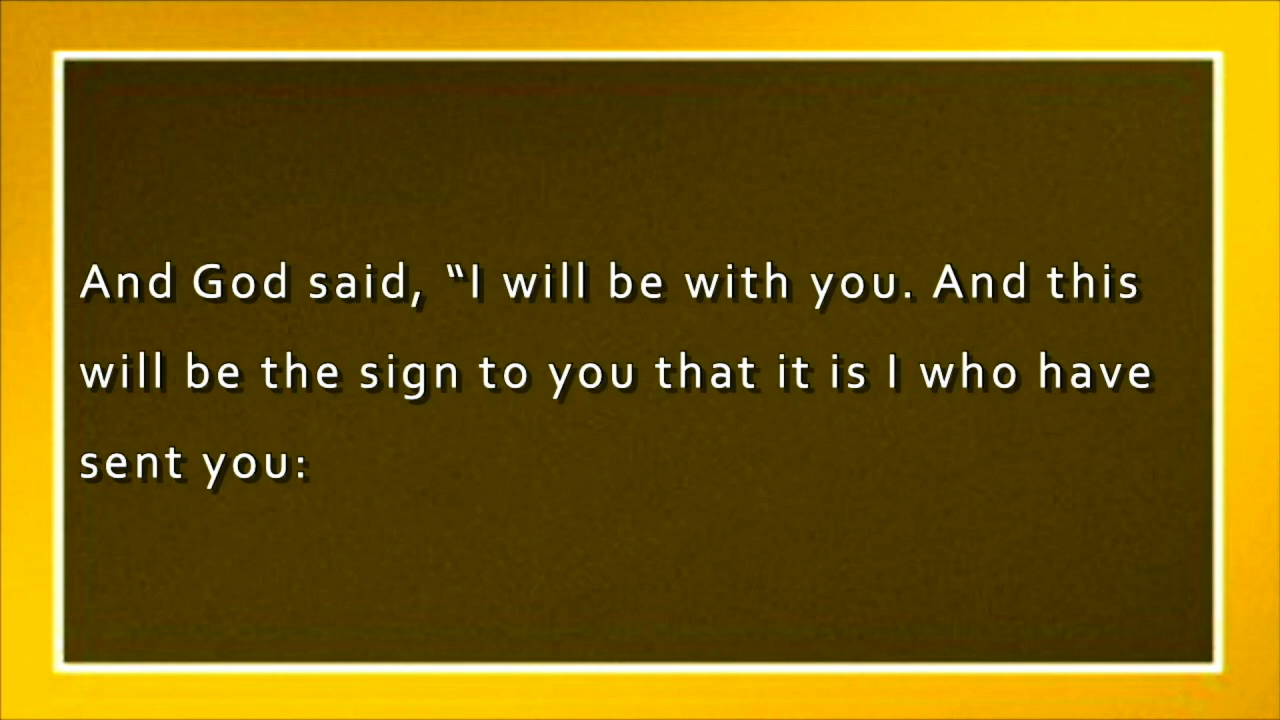 And God said, “I will be with you. And this
will be the sign to you that it is I who have
sent you: